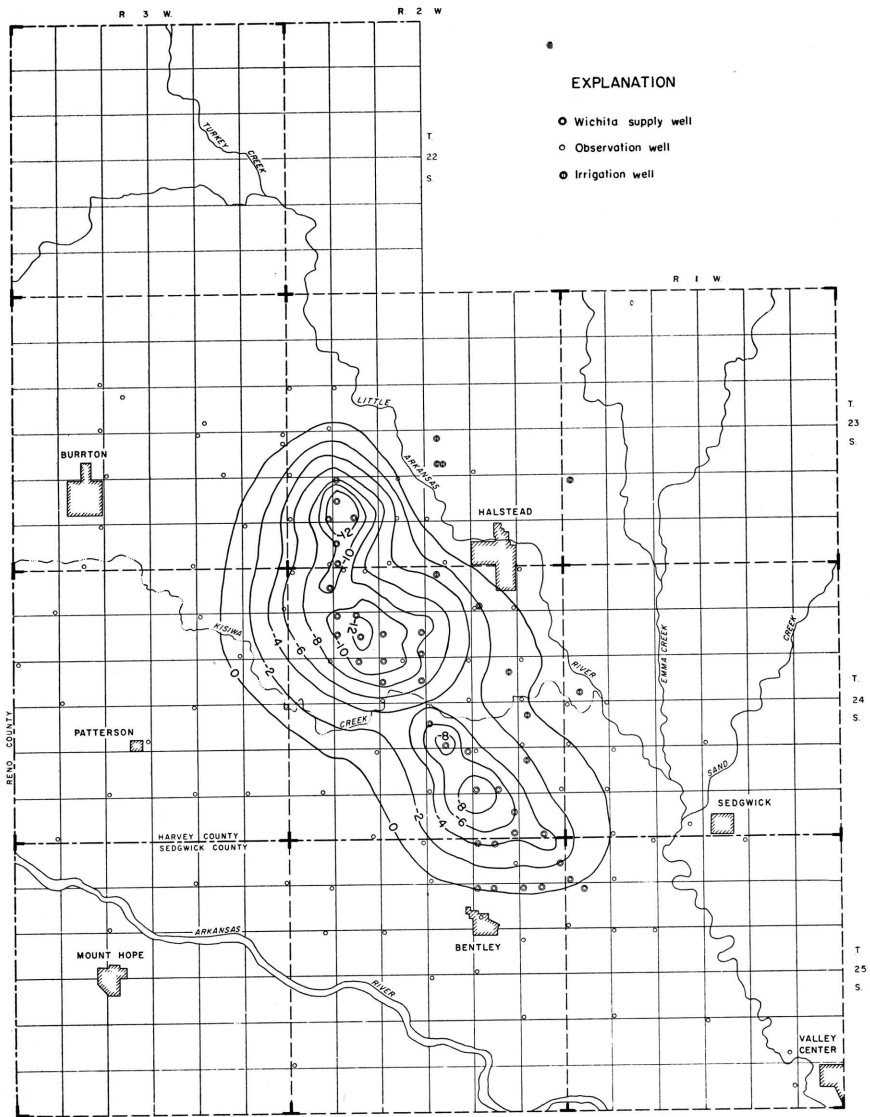 R 3 W.
R 2 W
EXPLANATION
Wichita supply well
Observation well
Irrigation well
TURKEY CREEK
T. 22 S.
R 1 W.
LITTLE ARKANSAS RIVER
T. 23 S.
BURRTON
HALSTEAD
-12
-10
-12
-10
-8
-6
-4
-2
0
KISIWA CREEK
EMMA CREEK
SAND CREEK
T. 24 S.
RENO COUNTY
PATTERSON
-8
-8
-6
-4
-2
0
SEDGWICK
HARVEY COUNTY
SEDGWICK COUNTY
ARKANSAS RIVER
BENTLEY
MOUNT HOPE
T 25 S.
VALLEY
CENTER